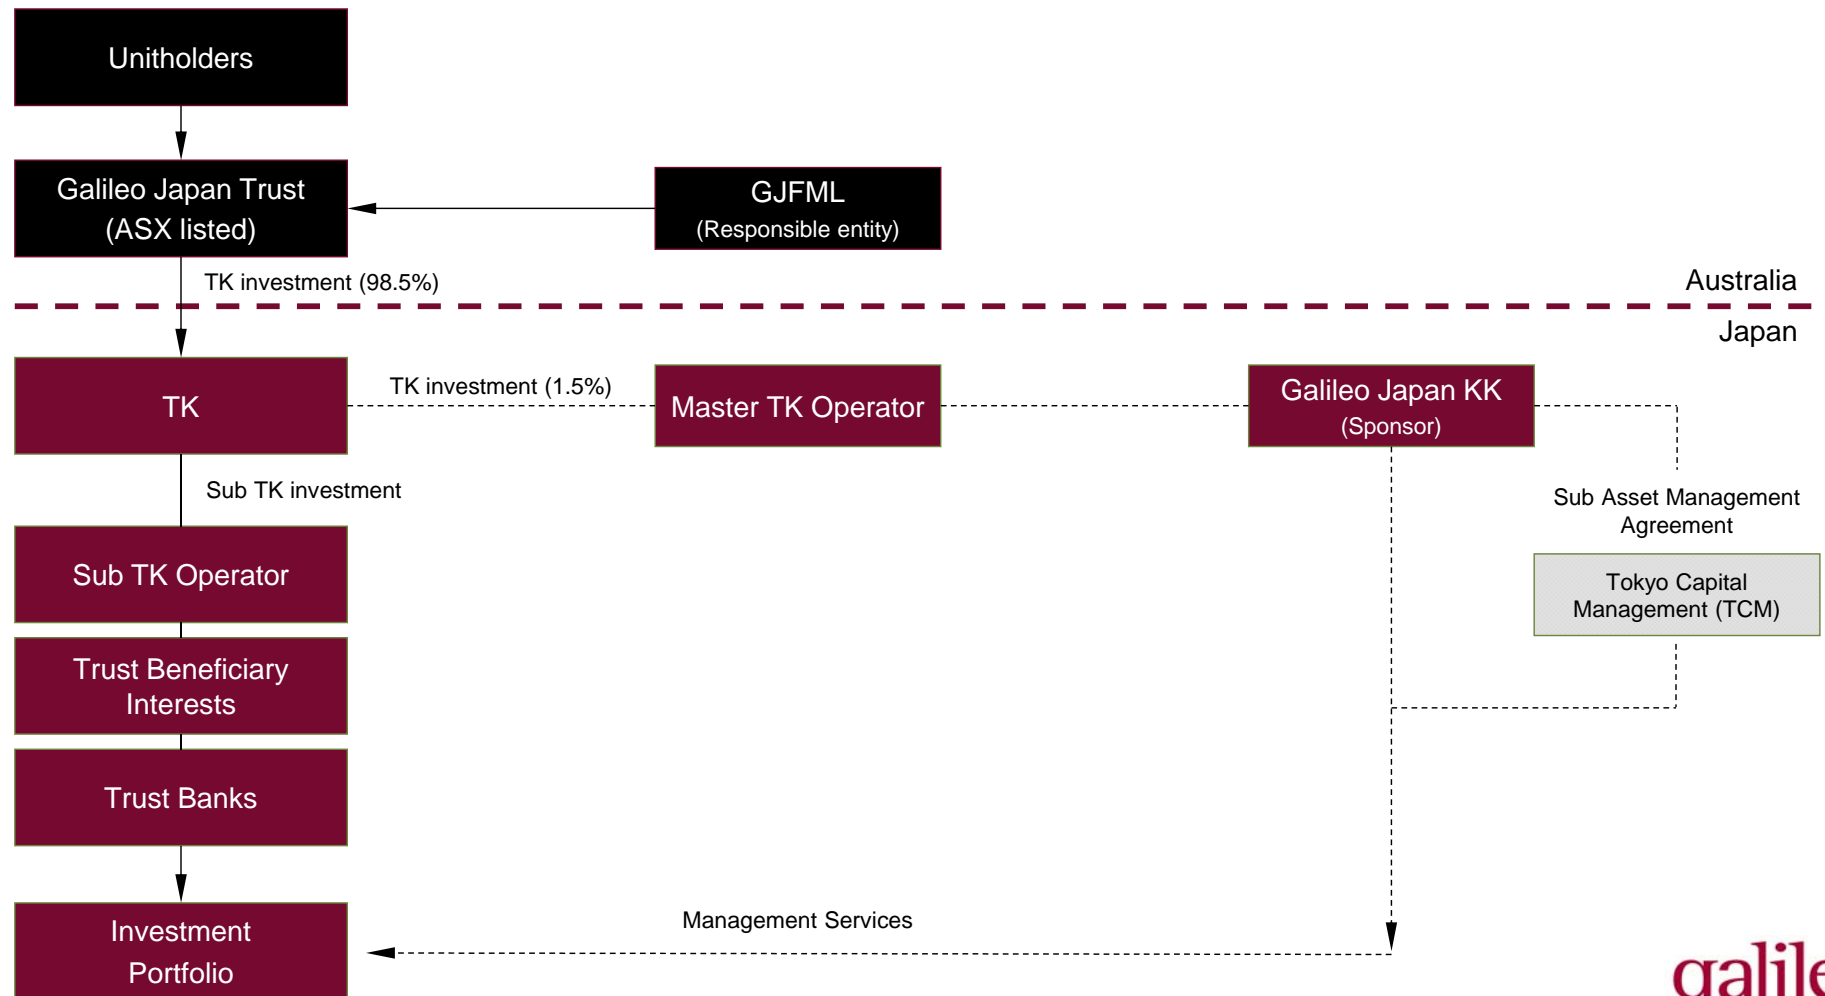 Unitholders
Galileo Japan Trust
(ASX listed)
GJFML
(Responsible entity)
TK investment (98.5%)
Australia
Japan
TK
TK investment (1.5%)
Master TK Operator
Galileo Japan KK
(Sponsor)
Sub TK investment
Sub Asset Management
Agreement
Sub TK Operator
Tokyo Capital
Management (TCM)
Trust Beneficiary
Interests
Trust Banks
Management Services
Investment
Portfolio